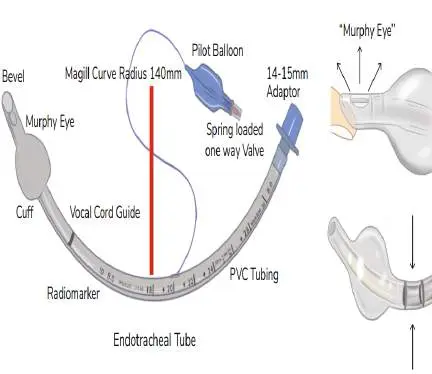 "Murphy Eye"
Pilot Balloon
Bevel
Magill Curve Radius 140mm
14-15mm
Adaptor
Murphy Eye
Spring loaded
one way Valve
Cuff
Vocal Cord Guide
PVC Tubing
Radiomarker
Endotracheal Tube